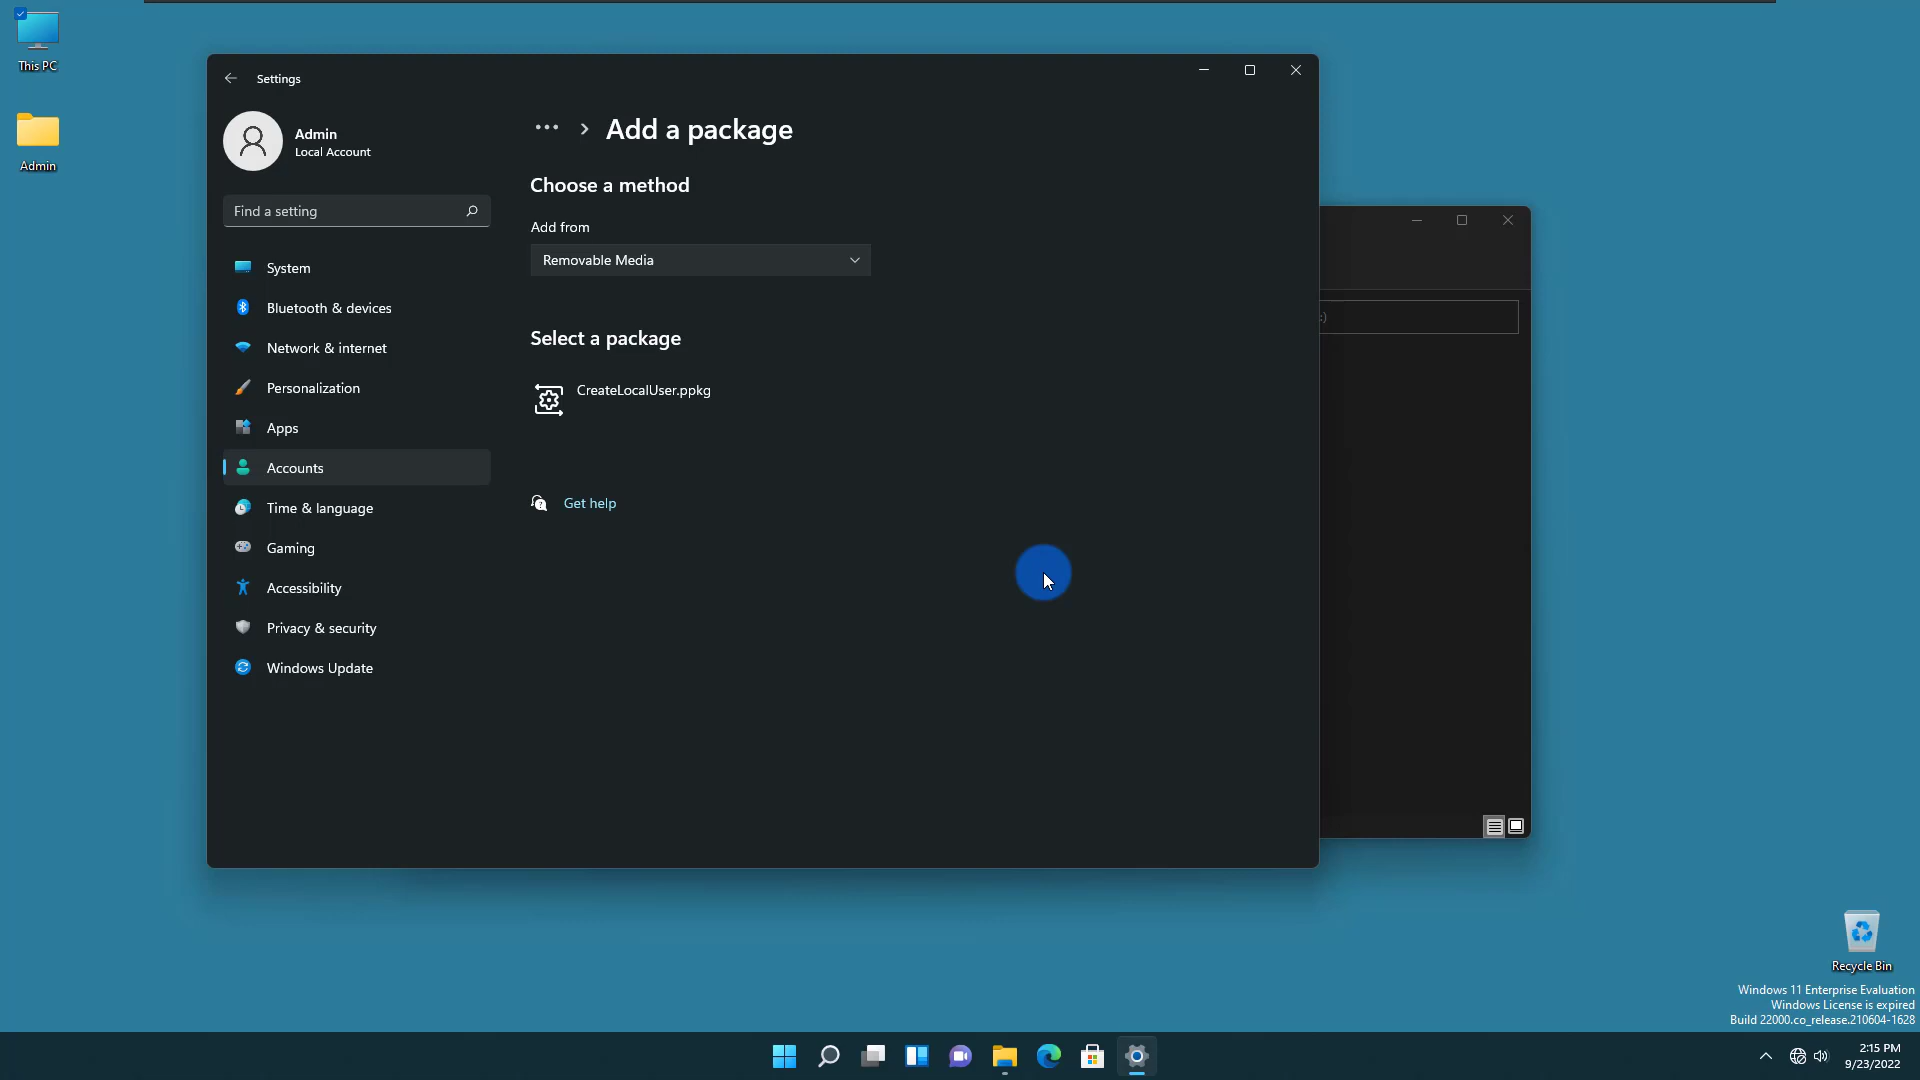 This PC
Admin
Settings
Admin
Local Account
Find a setting
System
Bluetooth & devices
Network & internet
Personalization
Apps
Accounts
Time & language
Gaming
Accessibility
Privacy & security
Windows Update
Add a package
Choose a method
Add from
Removable Media
Select a package
CreateLocalUser.ppkg
Get help
:)
Recycle Bin
Windows 11 Enterprise Evaluation
Windows License is expired
Build 22000.co_release.210604-1628
2:15 PM
9/23/2022